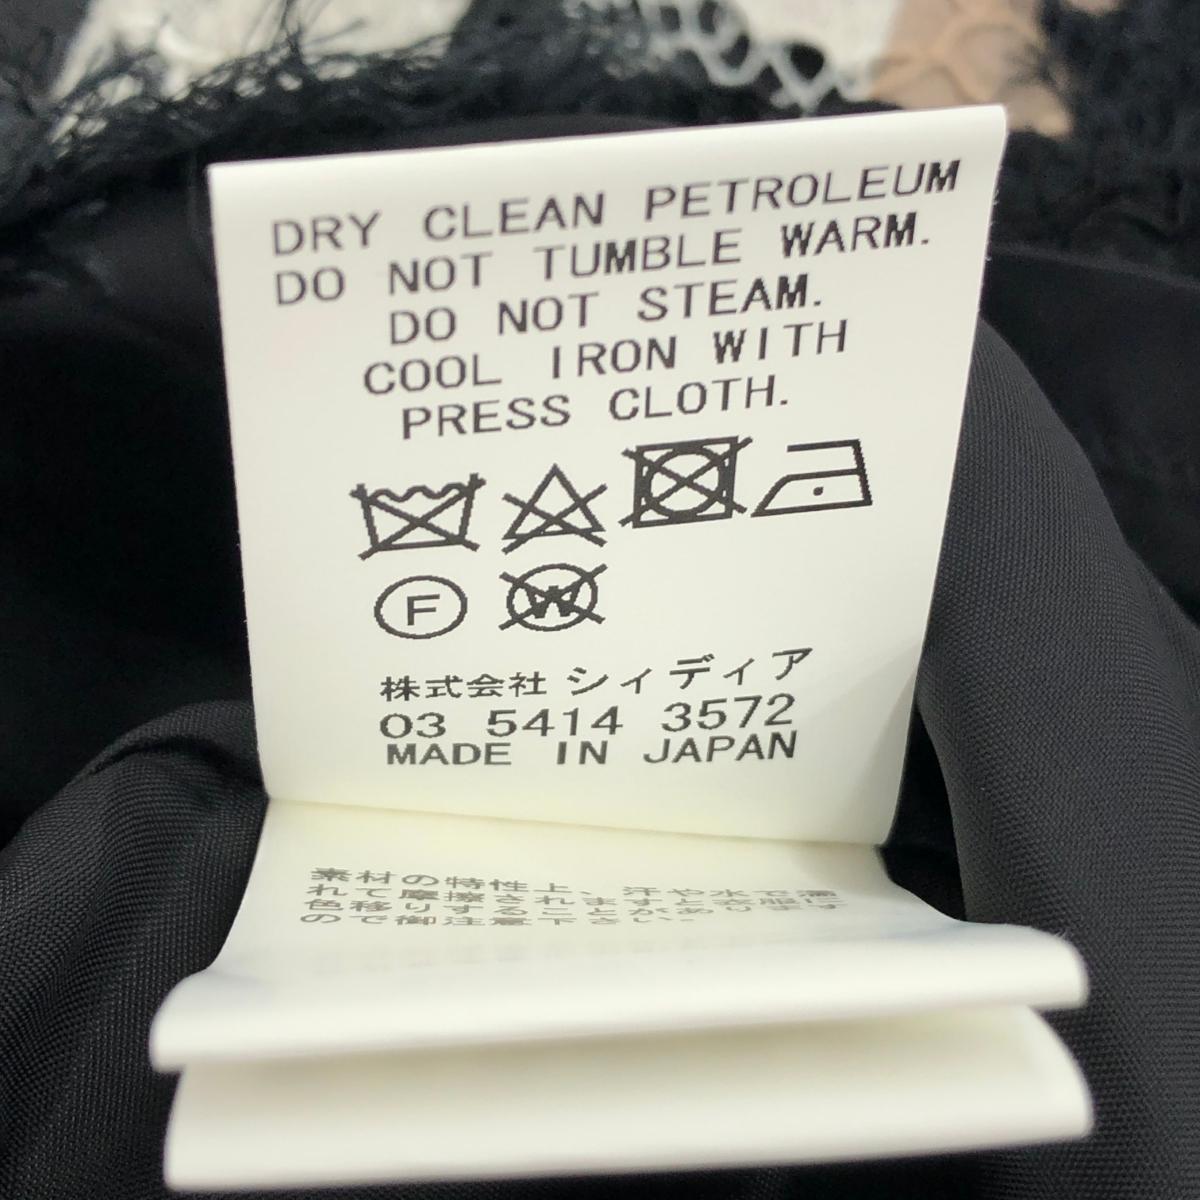 DRY CLEAN PETROLEUM
DO NOT TUMBLE WARM.
DO NOT STEAM.
COOL IRON WITH
PRESS CLOTH.
F
W
株式会社 シィディア
03 5414 3572
MADE IN JAPAN
素材の特性上、汗や水で濡
れて摩擦されますと衣服に
色移りすることがあります
ので御注意下さい。